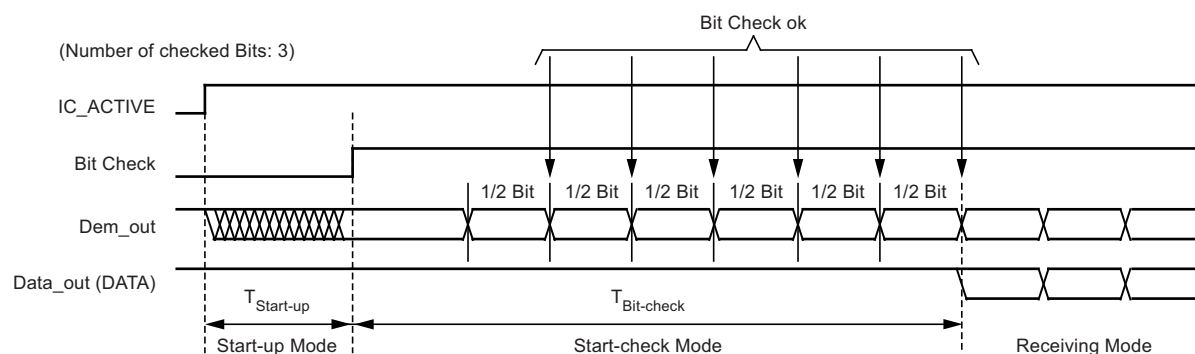 Bit Check ok
(Number of checked Bits: 3)
IC_ACTIVE
Bit Check
1/2 Bit 1/2 Bit 1/2 Bit 1/2 Bit 1/2 Bit 1/2 Bit
Dem_out
Data_out (DATA)
TStart-up TBit-check
Start-up Mode Start-check Mode Receiving Mode